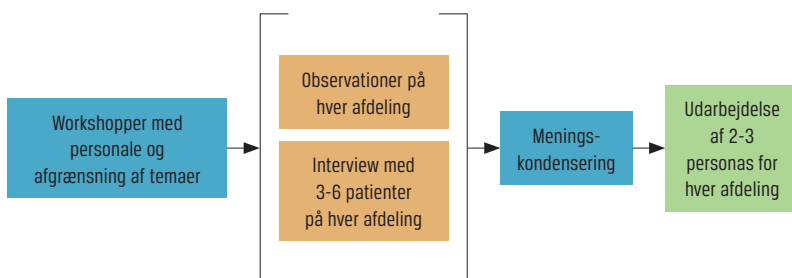 Workshopper med
personale og
afgrænsning af temaer
Observationer på
hver afdeling
Interview med
3-6 patienter
på hver afdeling
Menings-
kondensering
Udarbejdelse
af 2-3
personas for
hver afdeling